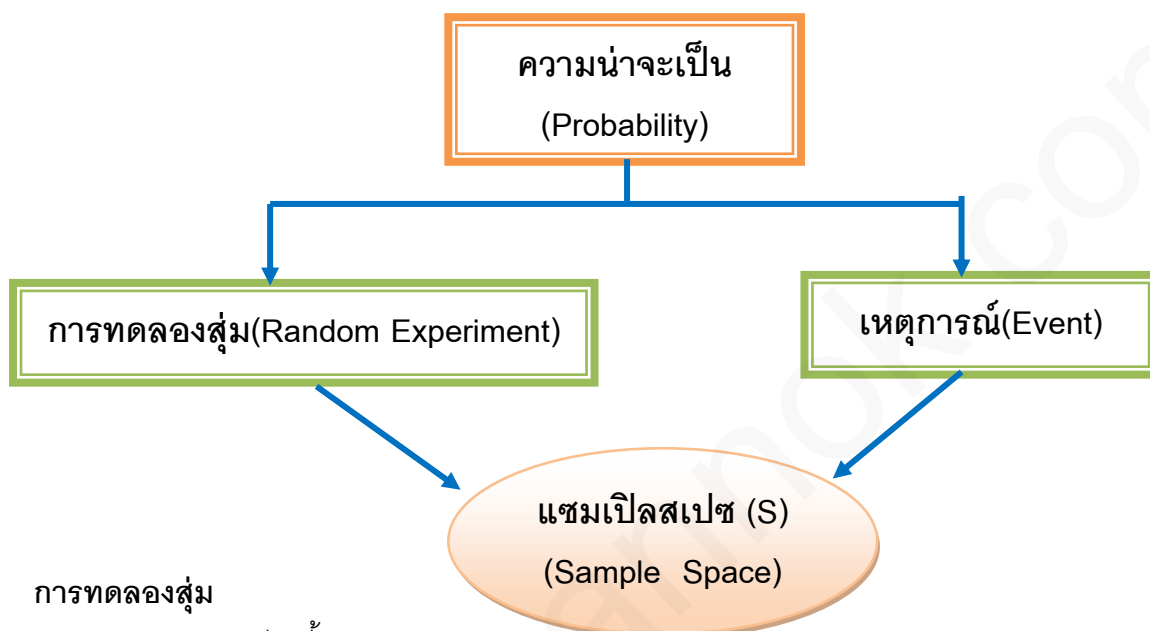 ความน่าจะเป็น
(Probability)
การทดลองสุ่ม(Random Experiment)
เหตุการณ์(Event)
แซมเปิลสเปซ (S)
(Sample Space)
การทดลองสุ่ม